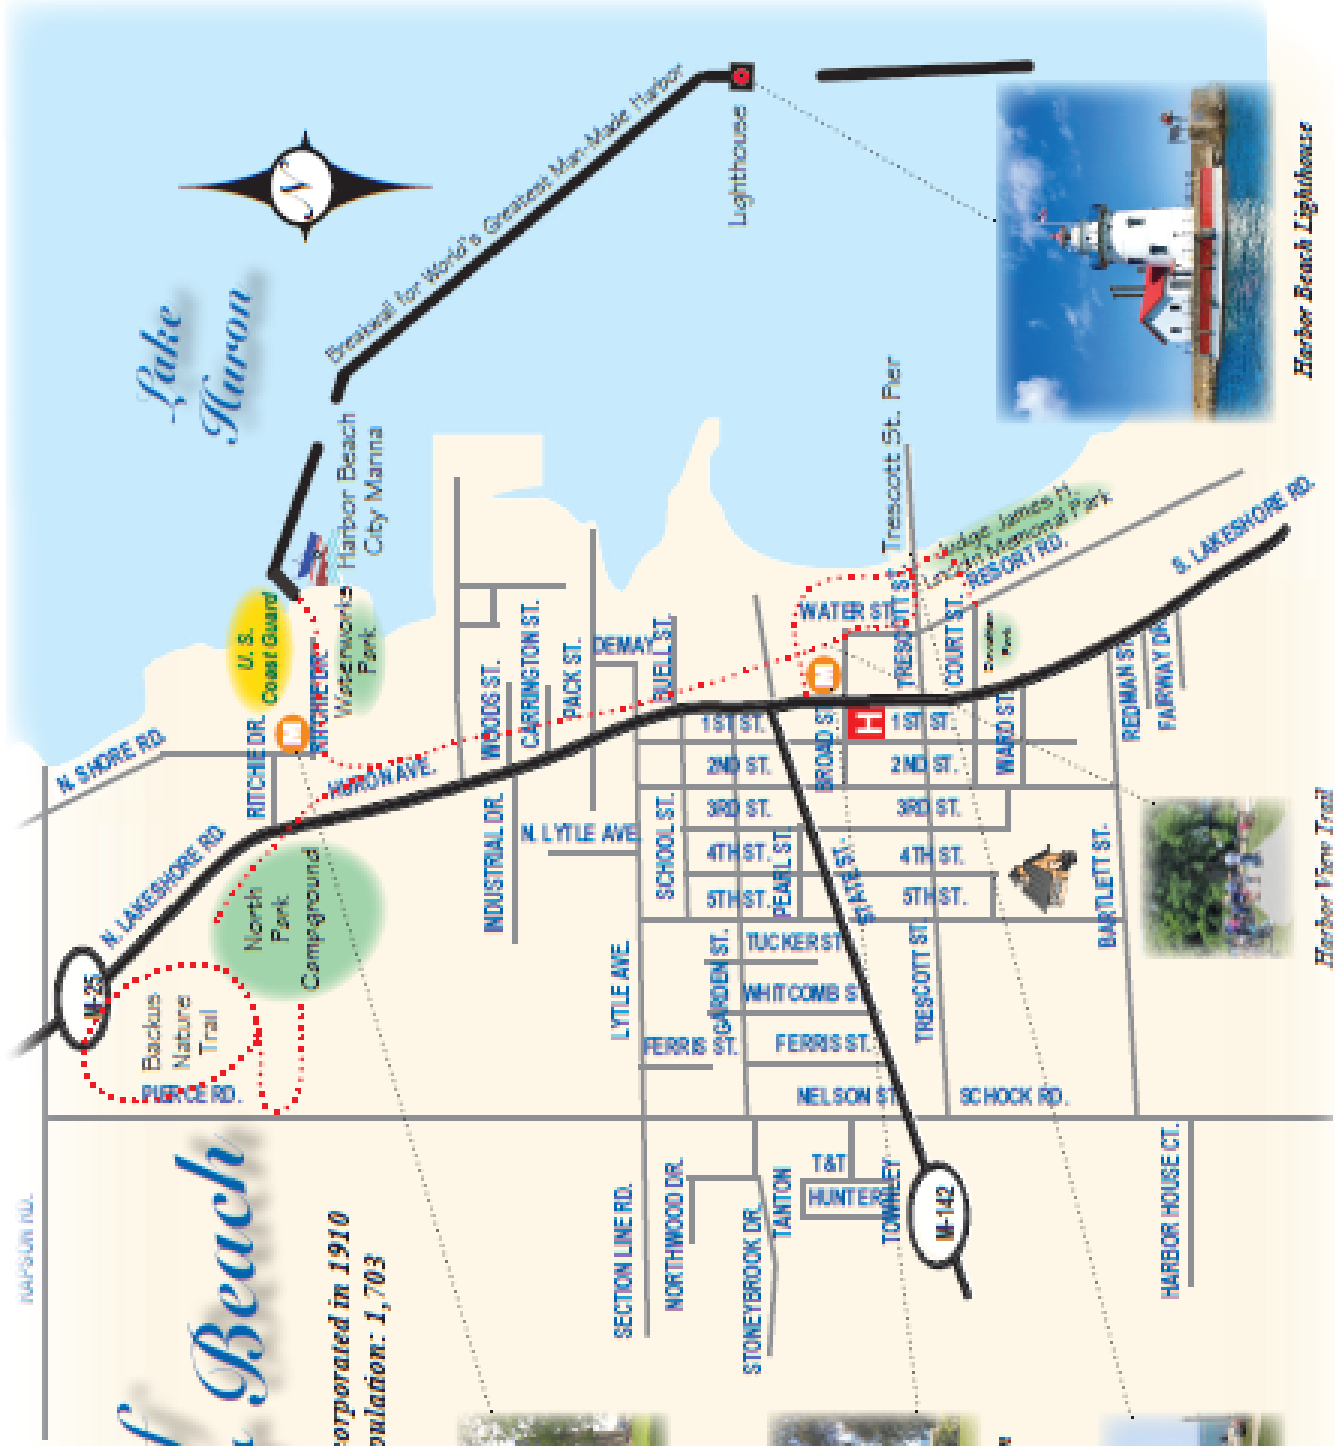 Lake
Huron
N
Breakwall for World's Greatest Man-Made Harbor
Lighthouse
Harbor Beach Lighthouse
Harbor Beach
City Marina
U. S.
Coast Guard
Waterworks
Park
RITCHIE DR.
RITCHIE DR.
M
N. SHORE RD.
N. LAKESHORE RD.
HURON AVE.
M-25
North
Park
Campground
Backus
Nature
Trail
PIERCE RD.
RAPSON RD.
Beach
orporated in 1910
pulation: 1,703
WOODS ST.
CARRINGTON ST.
PACK ST.
DEMAY
BUELL ST.
INDUSTRIAL DR.
N. LYTLE AVE.
LYTLE AVE.
SCHOOL ST.
1ST ST.
2ND ST.
3RD ST.
4TH ST.
5TH ST.
PEARL ST.
TUCKER ST.
GARDEN ST.
WHITCOMB ST.
FERRIS ST.
FERRIS ST.
NELSON ST.
SCHOCK RD.
STATE ST.
BROAD ST.
M
H
WATER ST.
TRESCOTT ST.
Trescott St. Pier
COURT ST.
Judge James H
Lincoln Memorial Park
RESORT RD.
S. LAKESHORE RD.
Park
1ST ST.
2ND ST.
3RD ST.
4TH ST.
5TH ST.
WARD ST.
REDMAN ST.
FAIRWAY DR.
BARTLETT ST.
TRESCOTT ST.
Harbor View Trail
SECTION LINE RD.
NORTHWOOD DR.
STONEYBROOK DR.
TANTON
T&T
HUNTER
TOWNLEY
M-142
HARBOR HOUSE CT.